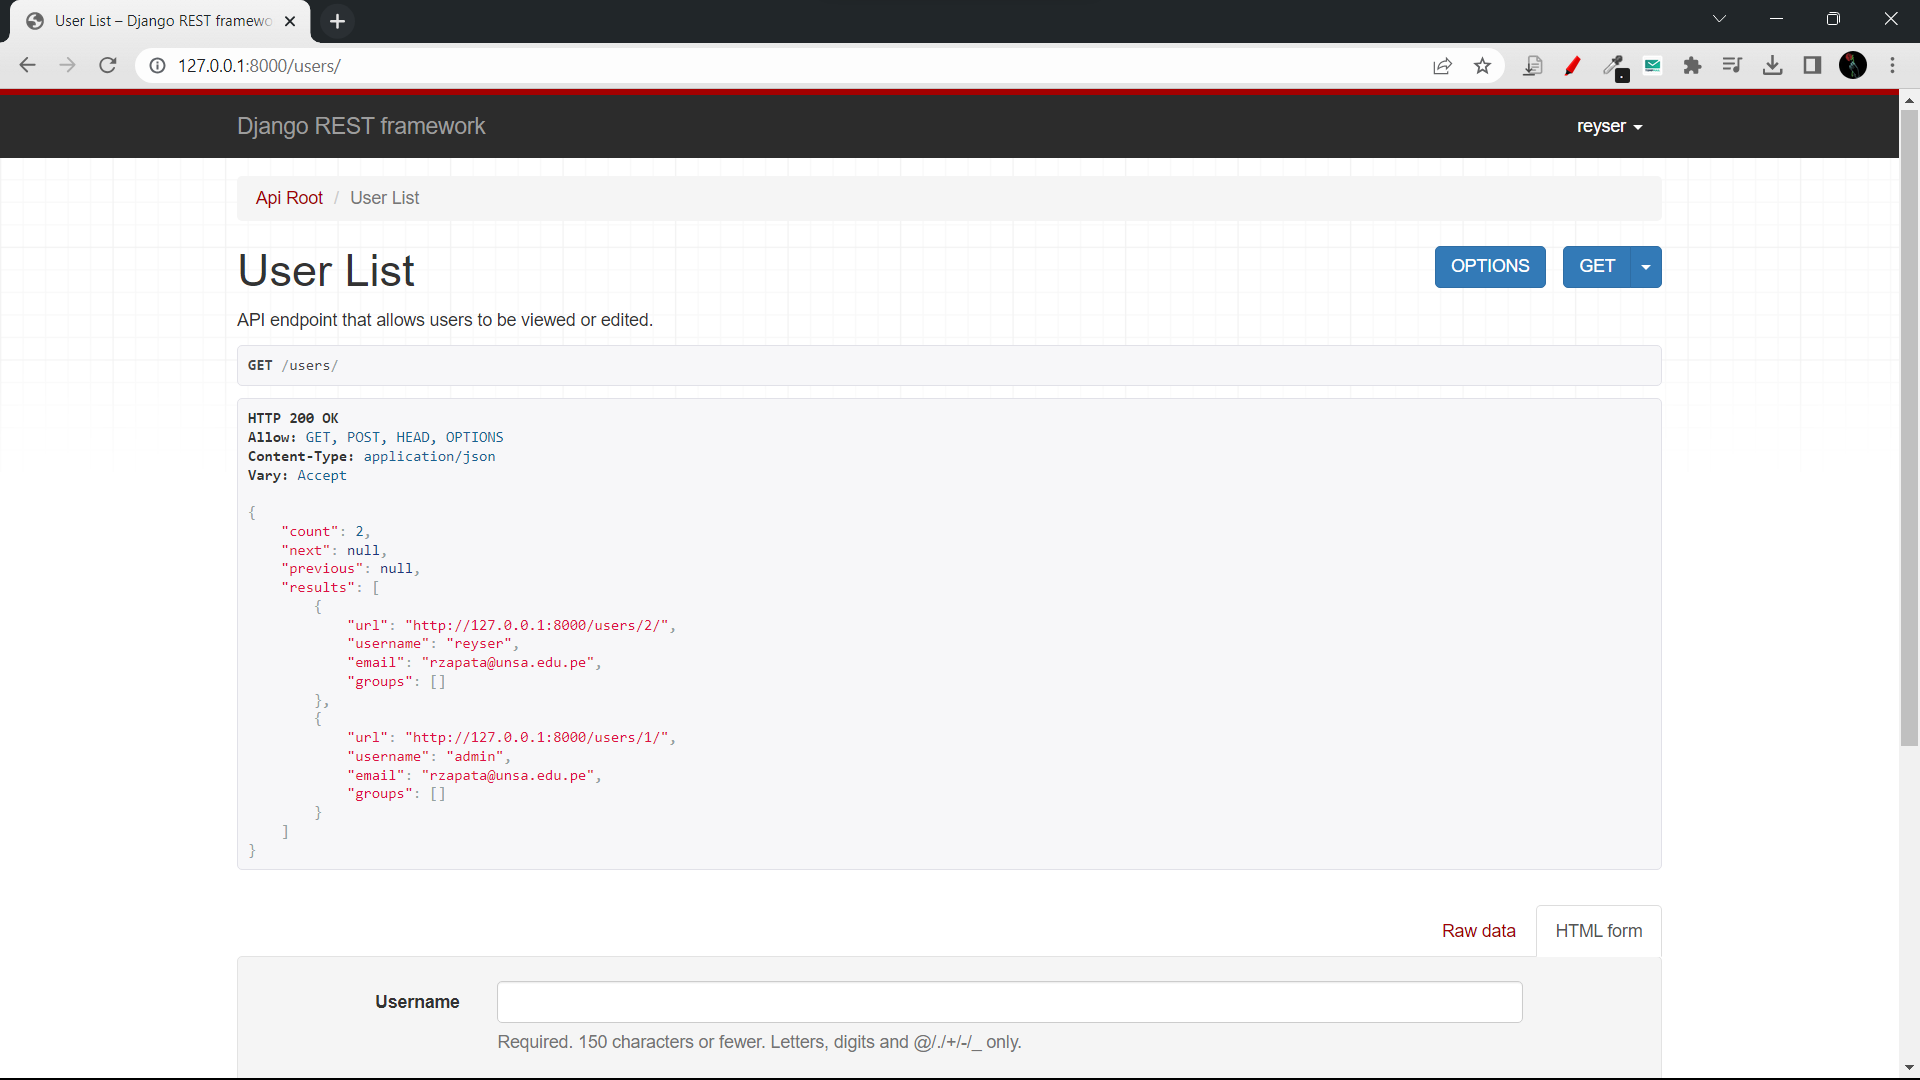 User List – Django REST framewo
127.0.0.1:8000/users/
Django REST framework
reyser
Api Root / User List
User List
OPTIONS
GET
API endpoint that allows users to be viewed or edited.
GET /users/
HTTP 200 OK
Allow: GET, POST, HEAD, OPTIONS
Content-Type: application/json
Vary: Accept
{
    "count": 2,
    "next": null,
    "previous": null,
    "results": [
        {
            "url": "http://127.0.0.1:8000/users/2/",
            "username": "reyser",
            "email": "rzapata@unsa.edu.pe",
            "groups": []
        },
        {
            "url": "http://127.0.0.1:8000/users/1/",
            "username": "admin",
            "email": "rzapata@unsa.edu.pe",
            "groups": []
        }
    ]
}
Raw data
HTML form
Username
Required. 150 characters or fewer. Letters, digits and @/./+/-/_ only.